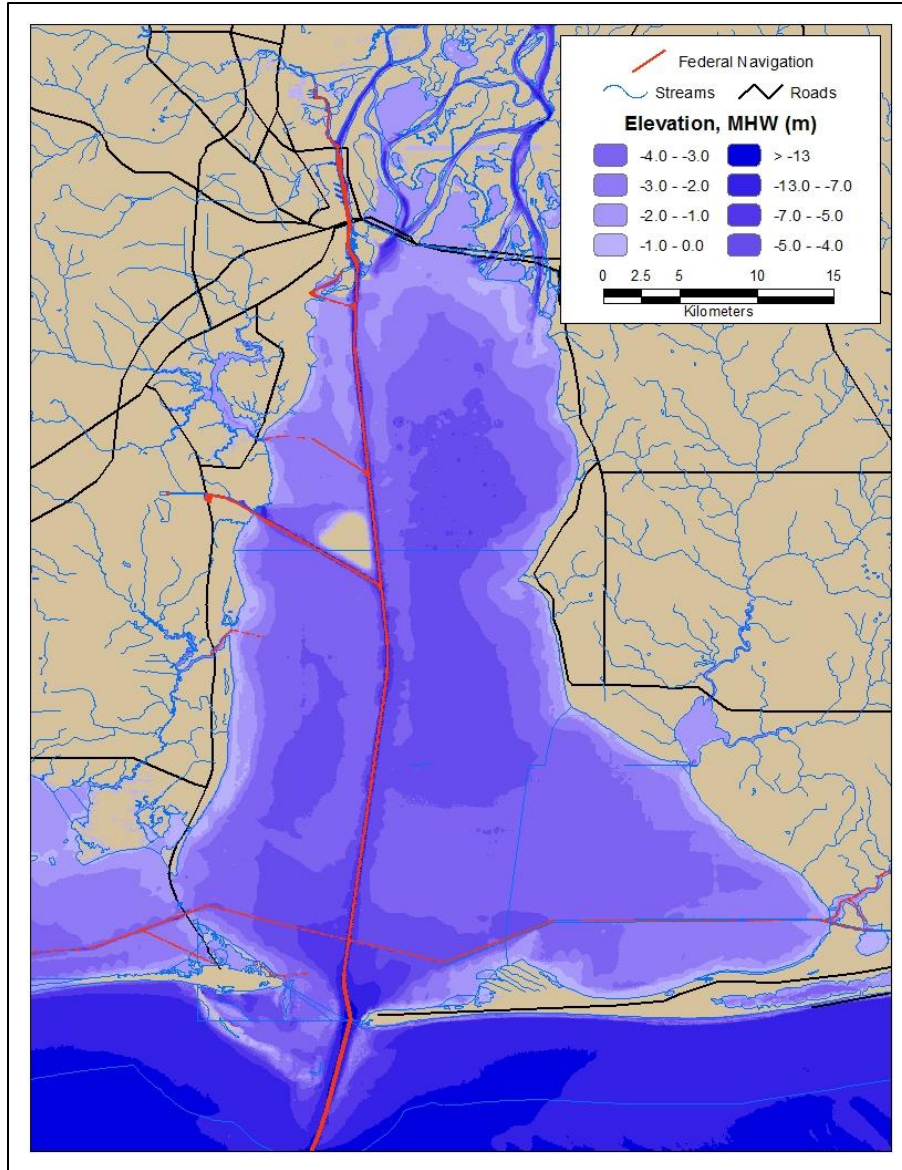 Federal Navigation
Streams Roads
Elevation, MHW (m)
-4.0 - -3.0 > -13
-3.0 - -2.0 -13.0 - -7.0
-2.0 - -1.0 -7.0 - -5.0
-1.0 - 0.0 -5.0 - -4.0
0 2.5 5 10 15
Kilometers